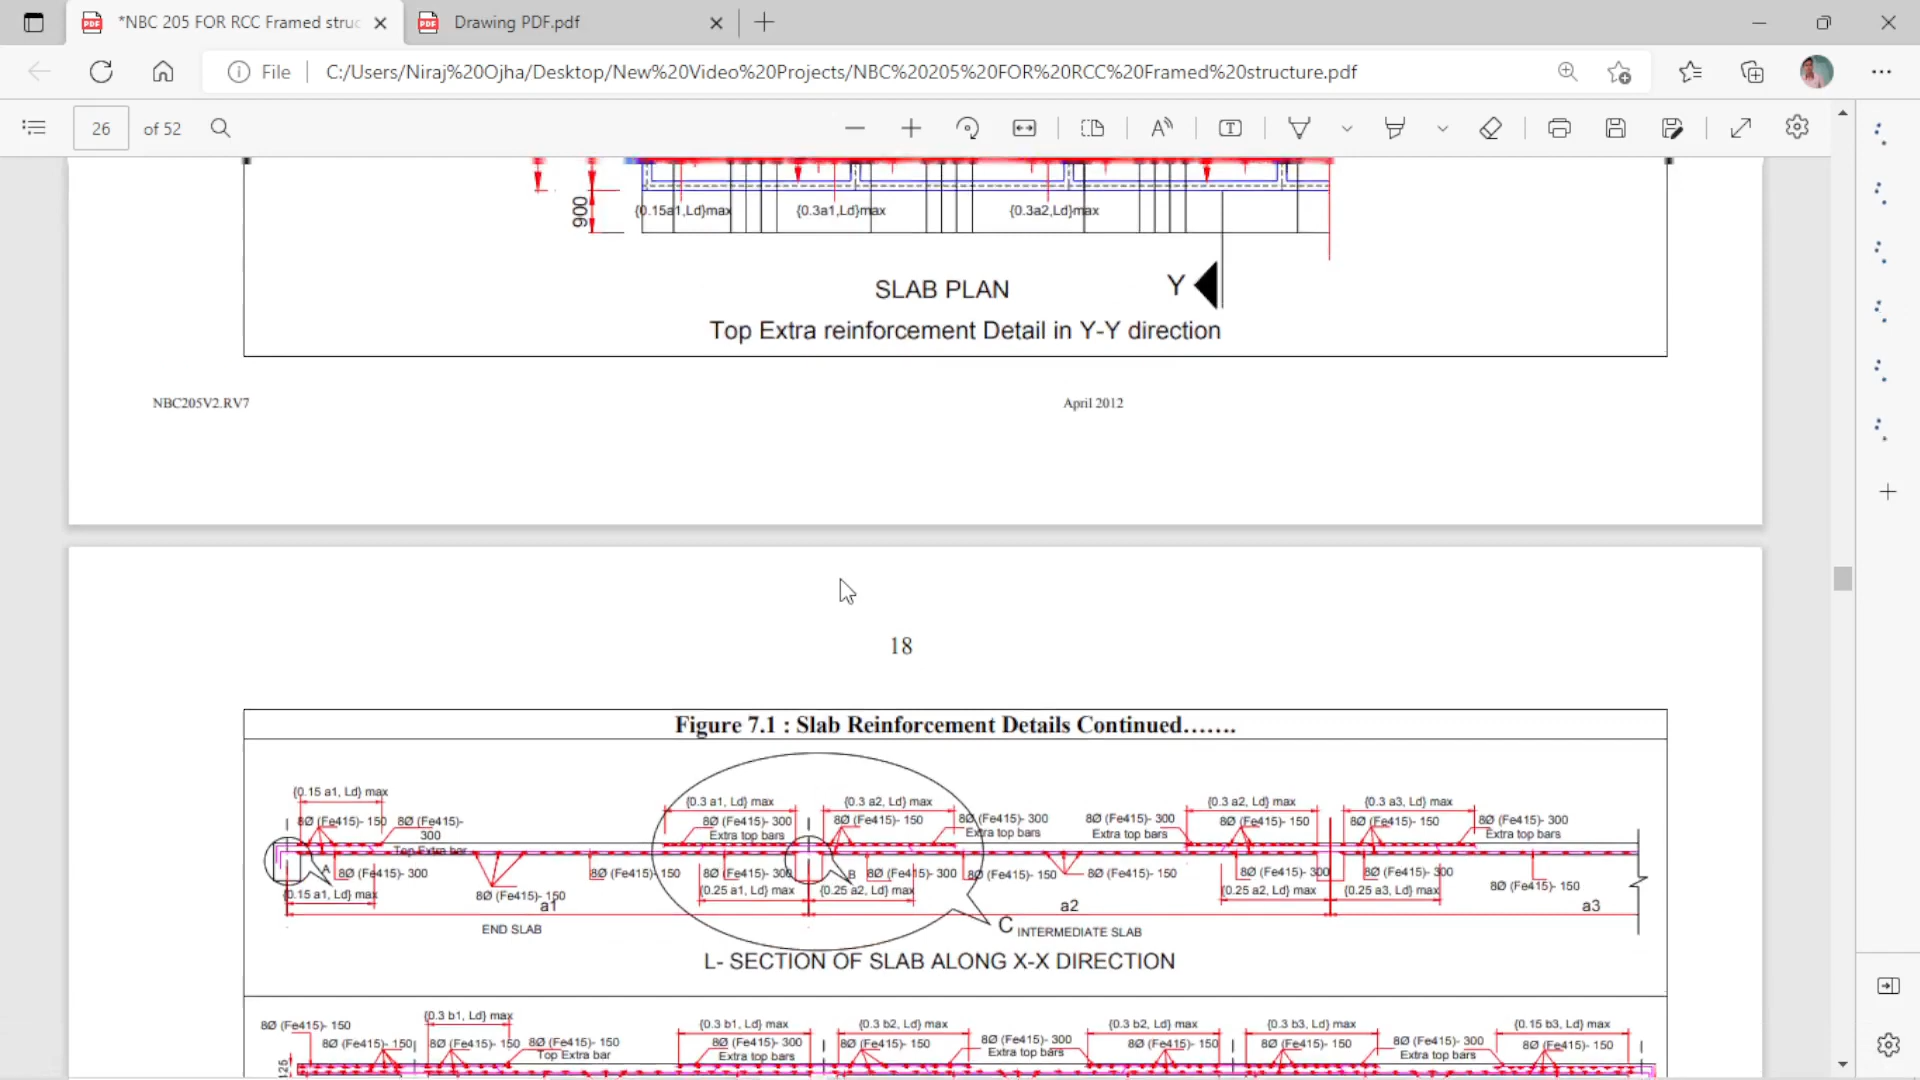 *NBC 205 FOR RCC Framed struc
Drawing PDF.pdf
File
C:/Users/Niraj%20Ojha/Desktop/New%20Video%20Projects/NBC%20205%20FOR%20RCC%20Framed%20structure.pdf
26 of 52
900
{0.15a1,Ld}max {0.3a1,Ld}max {0.3a2,Ld}max
SLAB PLAN Y
Top Extra reinforcement Detail in Y-Y direction
NBC205V2.RV7 April 2012
18
Figure 7.1 : Slab Reinforcement Details Continued…….
{0.15 a1, Ld} max {0.3 a1, Ld} max {0.3 a2, Ld} max {0.3 a2, Ld} max {0.3 a3, Ld} max
8Ø (Fe415)- 150 8Ø (Fe415)- 300 8Ø (Fe415)- 300 8Ø (Fe415)- 150 8Ø (Fe415)- 300 8Ø (Fe415)- 300 8Ø (Fe415)- 150 8Ø (Fe415)- 150 8Ø (Fe415)- 300
Top Extra bar Extra top bars Extra top bars Extra top bars Extra top bars
A 8Ø (Fe415)- 300 8Ø (Fe415)- 150 8Ø (Fe415)- 300 B 8Ø (Fe415)- 300 8Ø (Fe415)- 150 8Ø (Fe415)- 150 8Ø (Fe415)- 300 8Ø (Fe415)- 300
{0.15 a1, Ld} max 8Ø (Fe415)- 150 {0.25 a1, Ld} max {0.25 a2, Ld} max {0.25 a2, Ld} max {0.25 a3, Ld} max 8Ø (Fe415)- 150
a1 a2 a3
END SLAB C INTERMEDIATE SLAB
L- SECTION OF SLAB ALONG X-X DIRECTION
{0.3 b1, Ld} max {0.3 b1, Ld} max {0.3 b2, Ld} max {0.3 b2, Ld} max {0.3 b3, Ld} max {0.15 b3, Ld} max
8Ø (Fe415)- 150 8Ø (Fe415)- 150 8Ø (Fe415)- 150 8Ø (Fe415)- 150 8Ø (Fe415)- 300 8Ø (Fe415)- 150 8Ø (Fe415)- 300 8Ø (Fe415)- 150 8Ø (Fe415)- 150 8Ø (Fe415)- 300 8Ø (Fe415)- 150
Top Extra bar Extra top bars Extra top bars Extra top bars
125